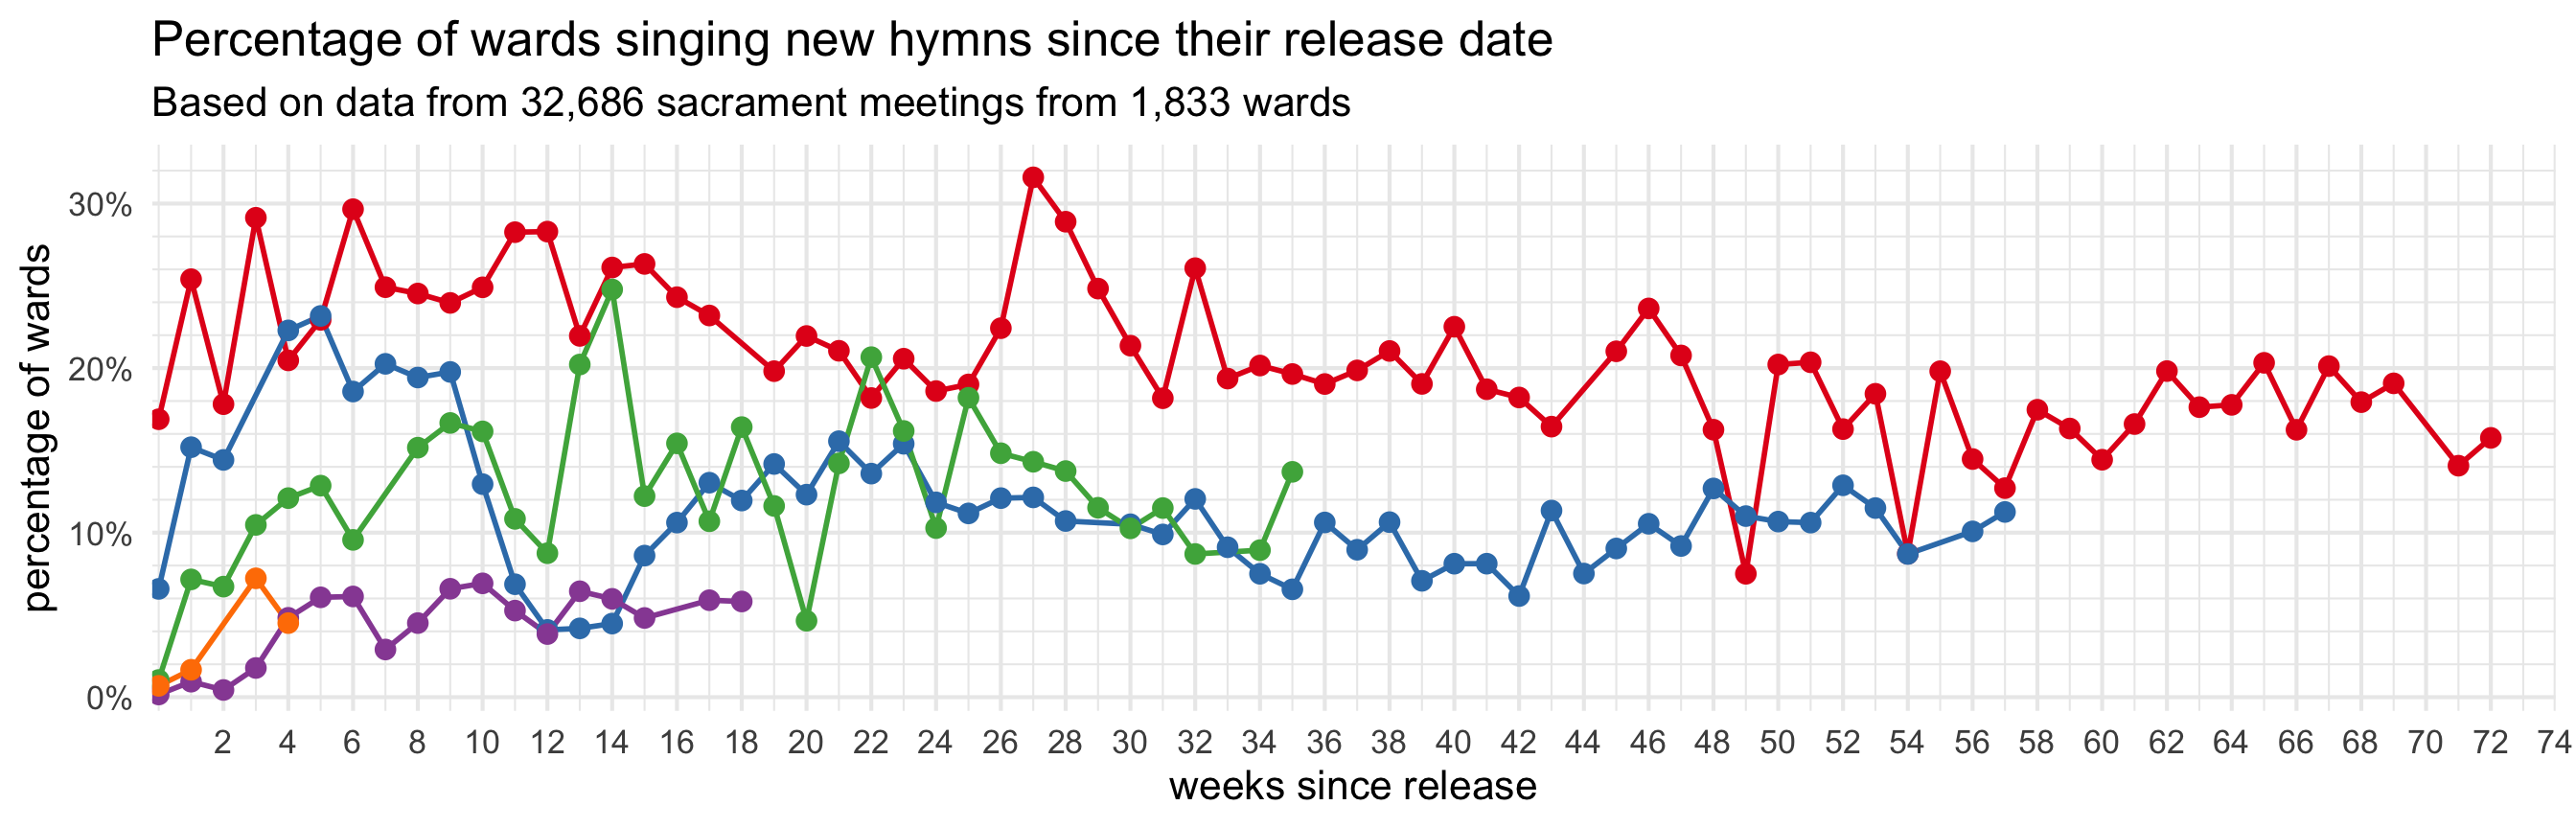 Percentage of wards singing new hymns since their release date
Based on data from 32,686 sacrament meetings from 1,833 wards
percentage of wards
30%
20%
10%
0%
2 4 6 8 10 12 14 16 18 20 22 24 26 28 30 32 34 36 38 40 42 44 46 48 50 52 54 56 58 60 62 64 66 68 70 72 74
weeks since release